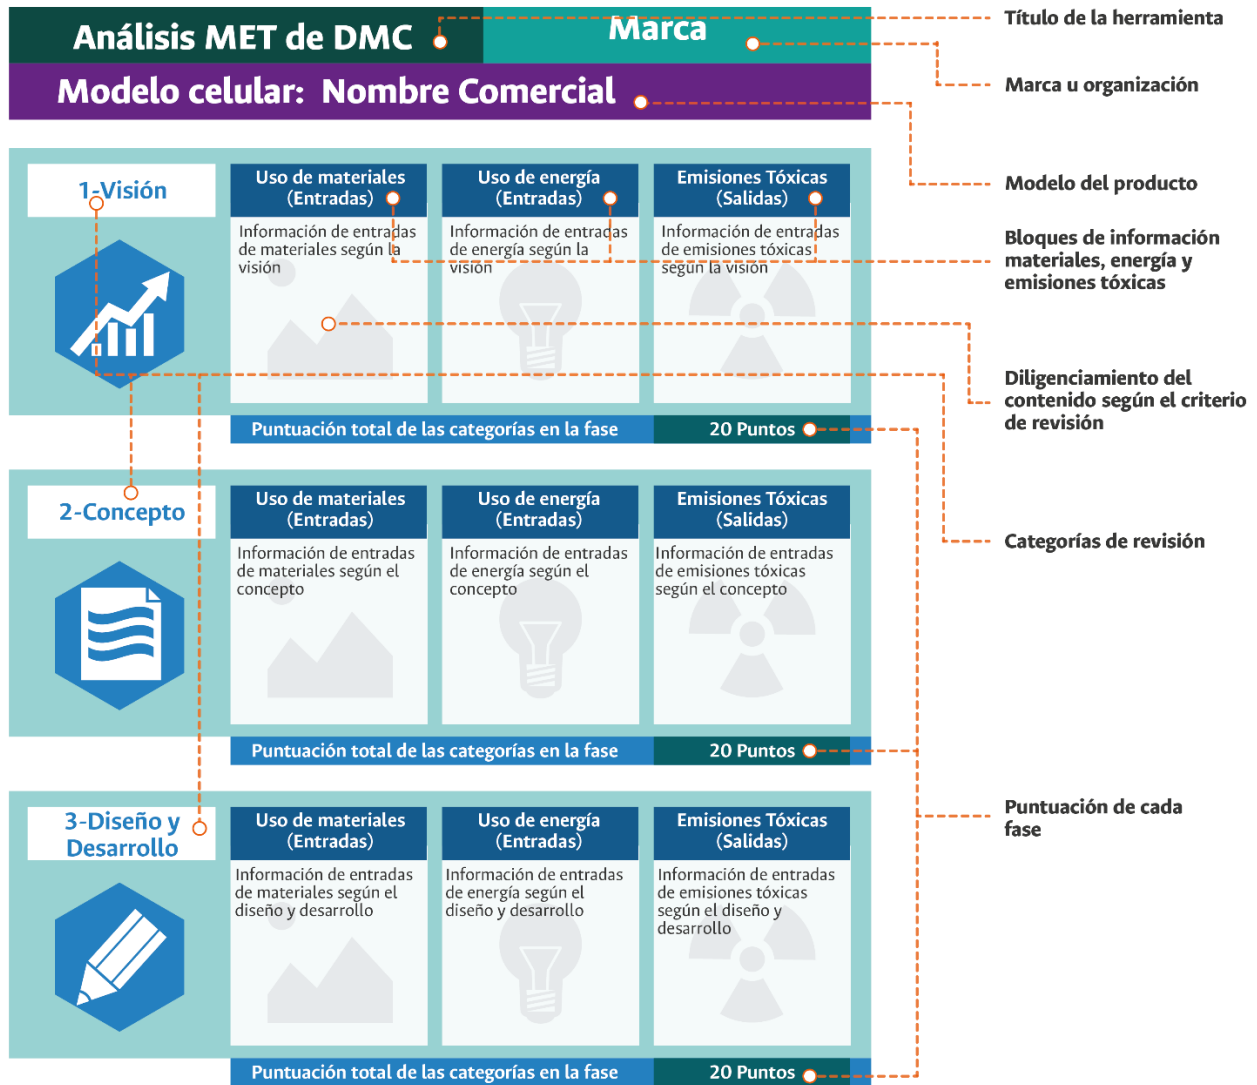 Análisis MET de DMC
Marca
Modelo celular: Nombre Comercial
Título de la herramienta
Marca u organización
Modelo del producto
Bloques de información
materiales, energía y
emisiones tóxicas
Diligenciamiento del
contenido según el criterio
de revisión
Categorías de revisión
Puntuación de cada
fase
1-Visión
Uso de materiales
(Entradas)
Información de entradas
de materiales según la
visión
Uso de energía
(Entradas)
Información de entradas
de energía según la
visión
Emisiones Tóxicas
(Salidas)
Información de entradas
de emisiones tóxicas
según la visión
Puntuación total de las categorías en la fase
20 Puntos
2-Concepto
Uso de materiales
(Entradas)
Información de entradas
de materiales según el
concepto
Uso de energía
(Entradas)
Información de entradas
de energía según el
concepto
Emisiones Tóxicas
(Salidas)
Información de entradas
de emisiones tóxicas
según el concepto
Puntuación total de las categorías en la fase
20 Puntos
3-Diseño y
Desarrollo
Uso de materiales
(Entradas)
Información de entradas
de materiales según el
diseño y desarrollo
Uso de energía
(Entradas)
Información de entradas
de energía según el
diseño y desarrollo
Emisiones Tóxicas
(Salidas)
Información de entradas
de emisiones tóxicas
según el diseño y
desarrollo
Puntuación total de las categorías en la fase
20 Puntos